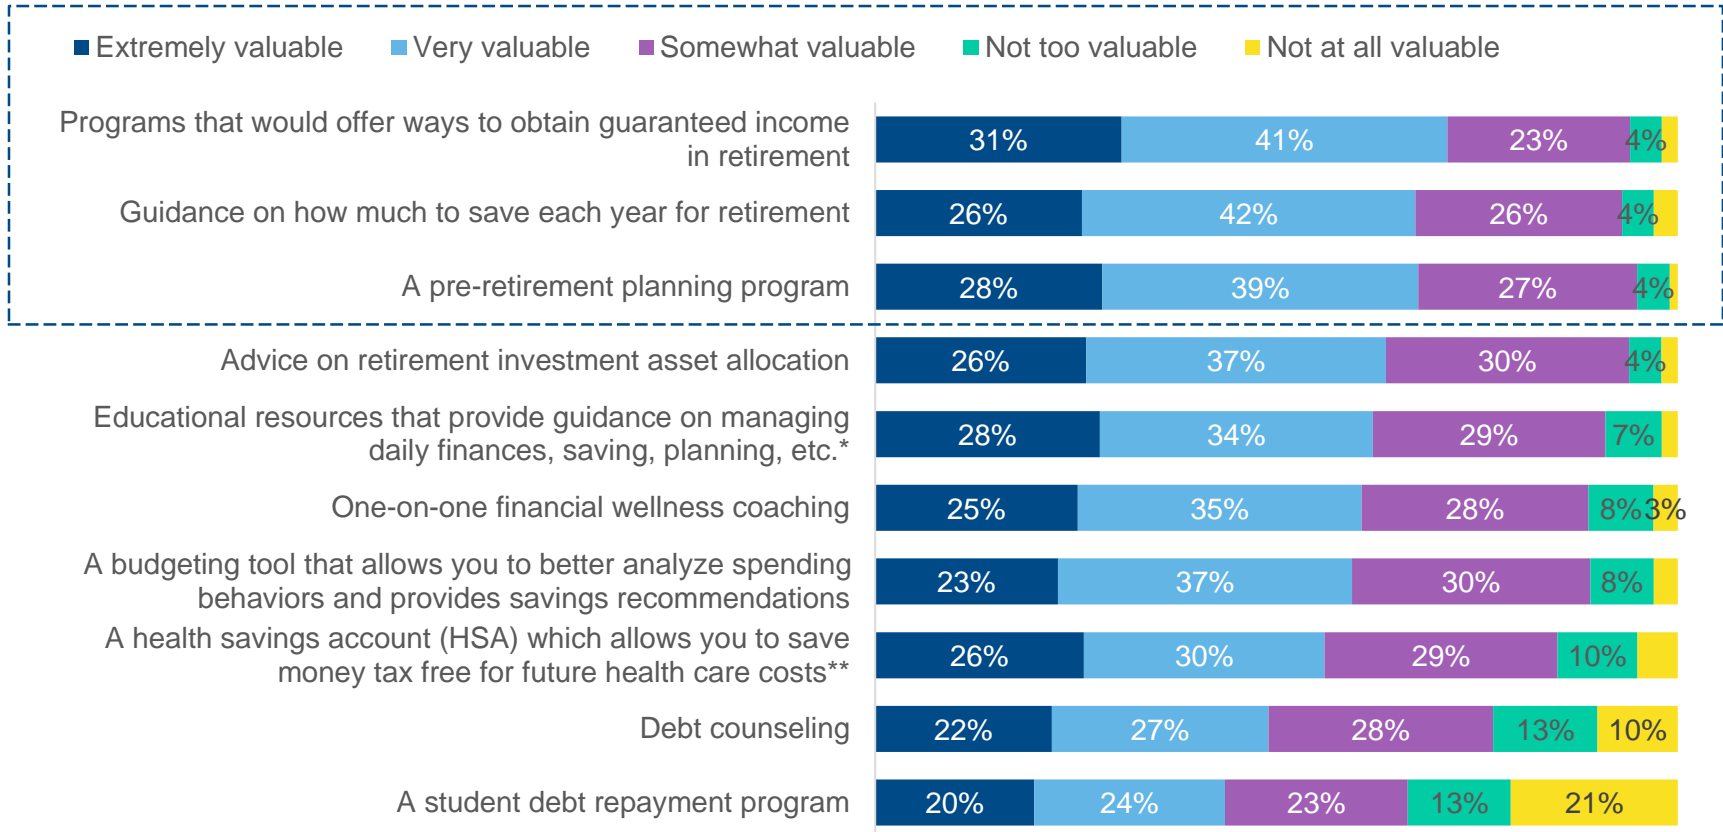 Extremely valuable Very valuable Somewhat valuable Not too valuable Not at all valuable
Programs that would offer ways to obtain guaranteed income
in retirement
31% 41% 23% 4%
Guidance on how much to save each year for retirement
26% 42% 26% 4%
A pre-retirement planning program
28% 39% 27% 4%
Advice on retirement investment asset allocation
26% 37% 30% 4%
Educational resources that provide guidance on managing
daily finances, saving, planning, etc.*
28% 34% 29% 7%
One-on-one financial wellness coaching
25% 35% 28% 8% 3%
A budgeting tool that allows you to better analyze spending
behaviors and provides savings recommendations
23% 37% 30% 8%
A health savings account (HSA) which allows you to save
money tax free for future health care costs**
26% 30% 29% 10%
Debt counseling
22% 27% 28% 13% 10%
A student debt repayment program
20% 24% 23% 13% 21%